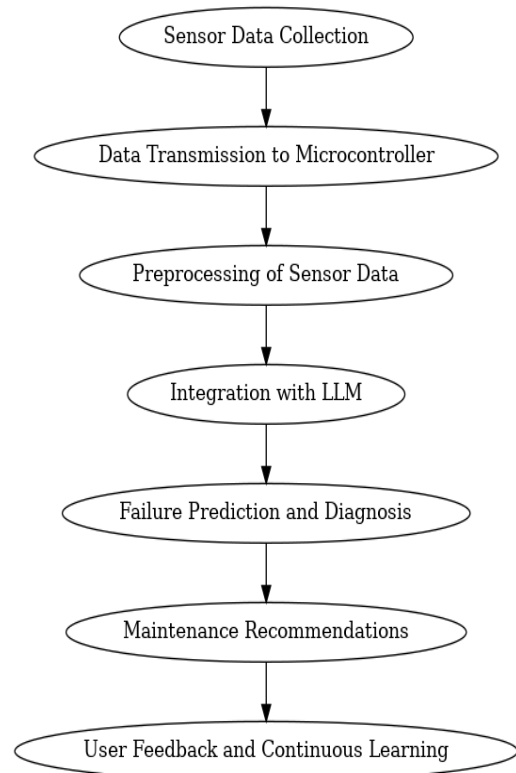 Sensor Data Collection
Data Transmission to Microcontroller
Preprocessing of Sensor Data
Integration with LLM
Failure Prediction and Diagnosis
Maintenance Recommendations
User Feedback and Continuous Learning